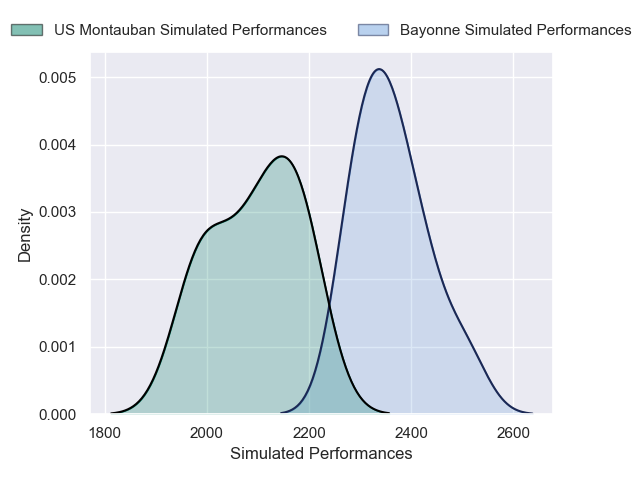 US Montauban Simulated Performances Bayonne Simulated Performances
0.005
0.004
0.003
0.002
0.001
0.000
Density
1800 2000 2200 2400 2600
Simulated Performances